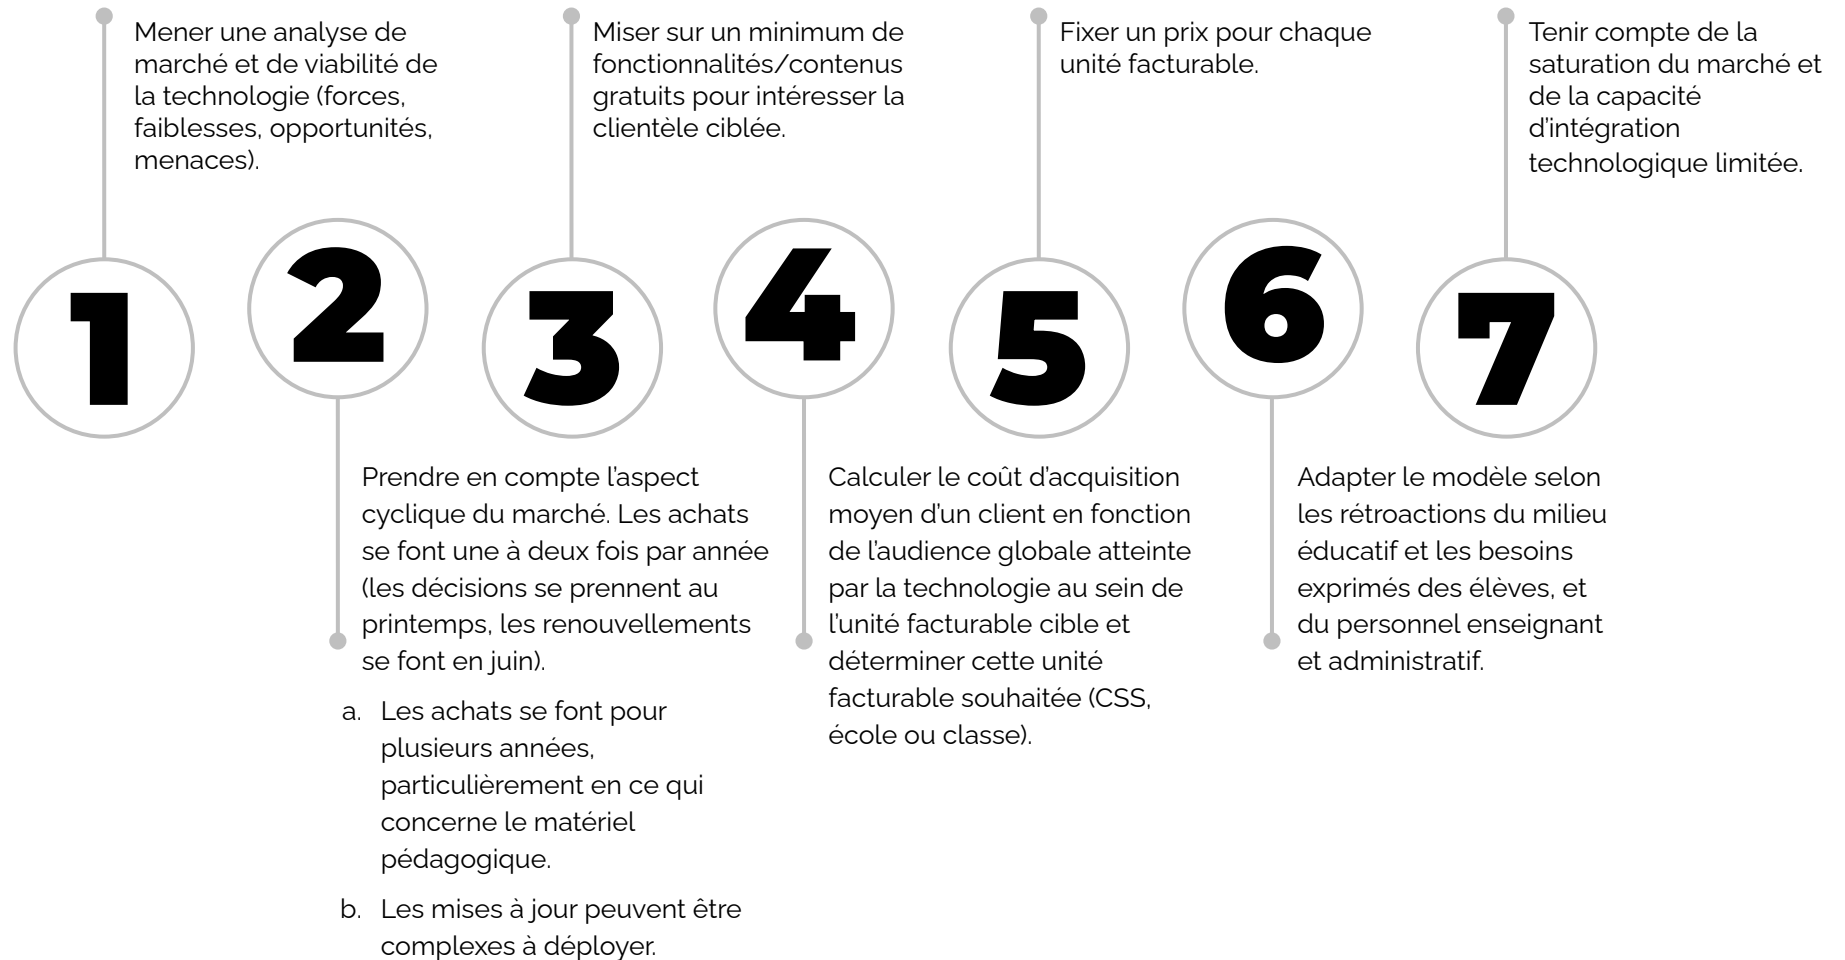 1
Mener une analyse de
marché et de viabilité de
la technologie (forces,
faiblesses, opportunités,
menaces).
2
Prendre en compte l'aspect
cyclique du marché. Les achats
se font une à deux fois par année
(les décisions se prennent au
printemps, les renouvellements
se font en juin).
a. Les achats se font pour
plusieurs années,
particulièrement en ce qui
concerne le matériel
pédagogique.
b. Les mises à jour peuvent être
complexes à déployer.
3
Miser sur un minimum de
fonctionnalités/contenus
gratuits pour intéresser la
clientèle ciblée.
4
Calculer le coût d'acquisition
moyen d'un client en fonction
de l'audience globale atteinte
par la technologie au sein de
l'unité facturable cible et
déterminer cette unité
facturable souhaitée (CSS,
école ou classe).
5
Fixer un prix pour chaque
unité facturable.
6
Adapter le modèle selon
les rétroactions du milieu
éducatif et les besoins
exprimés des élèves, et
du personnel enseignant
et administratif.
7
Tenir compte de la
saturation du marché et
de la capacité
d'intégration
technologique limitée.